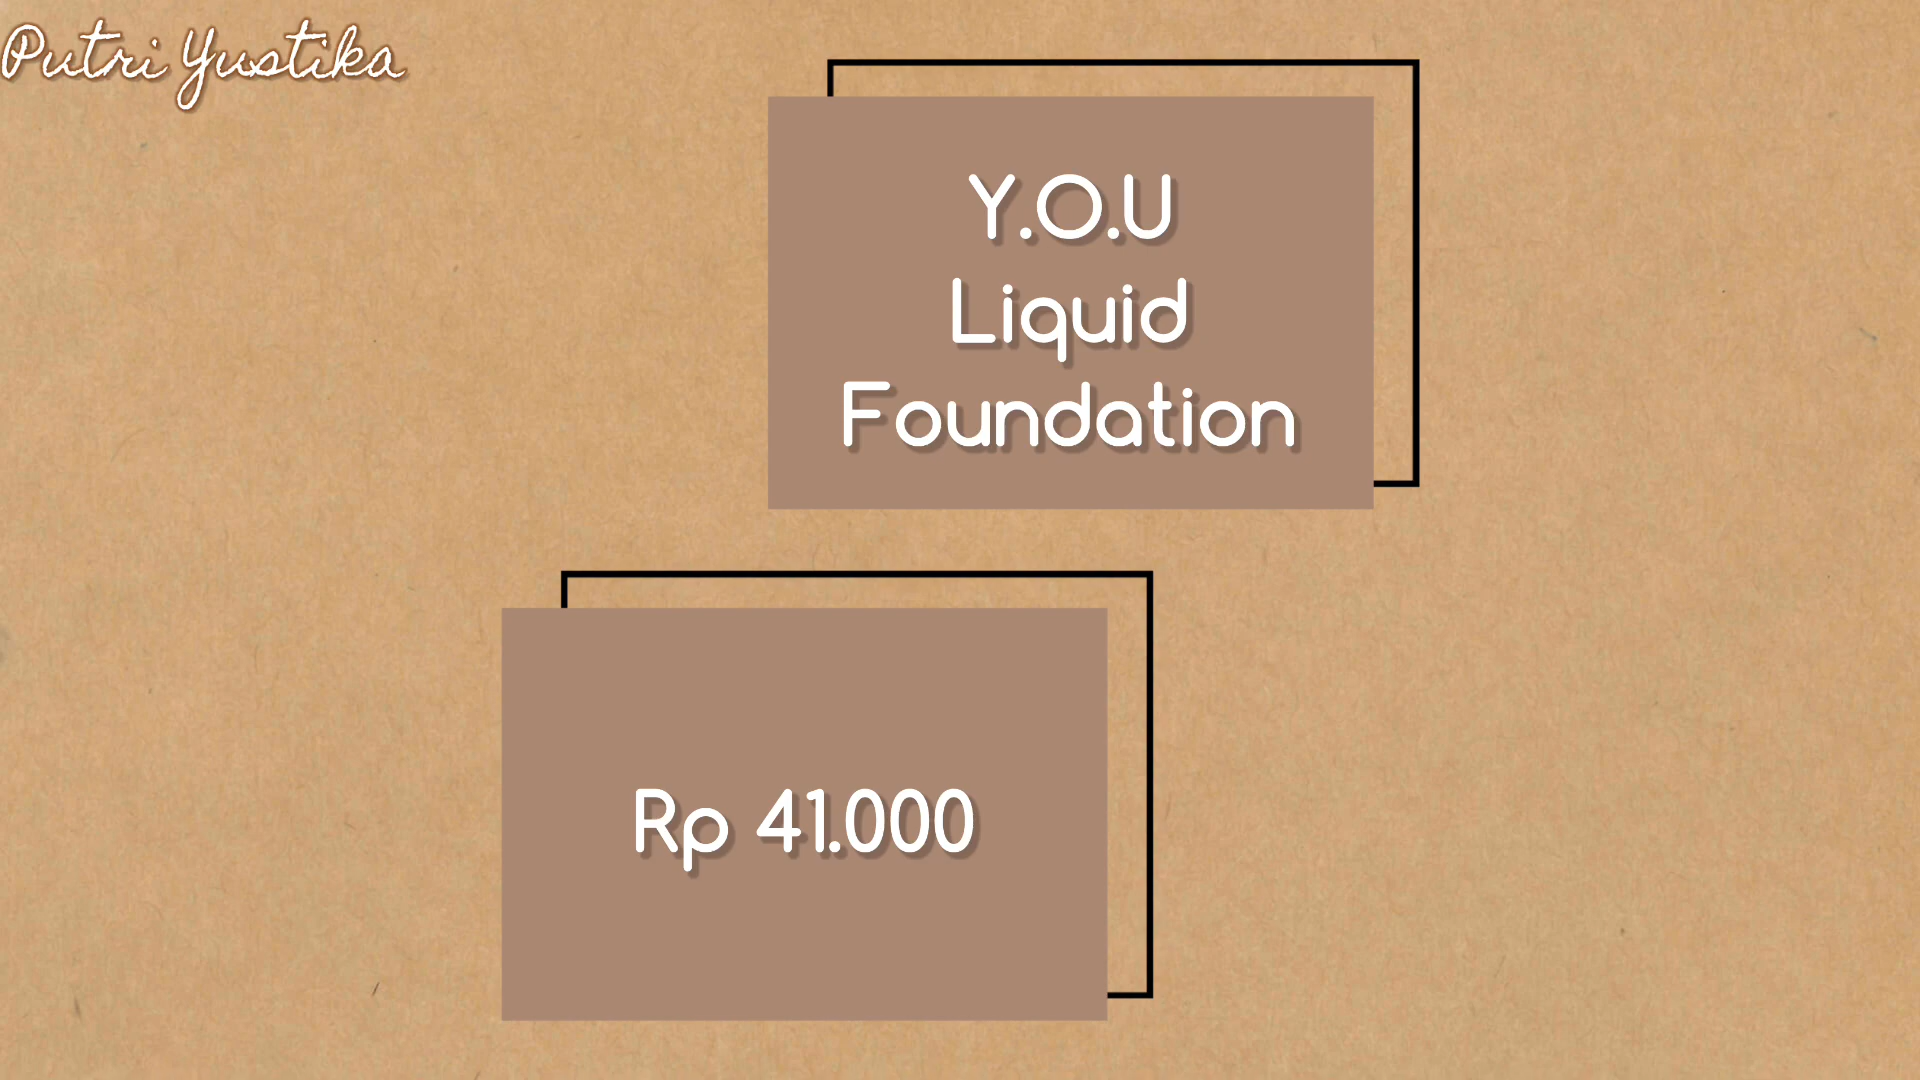 Putri Yustika
Y.O.U
Liquid
Foundation
Rp 41.000